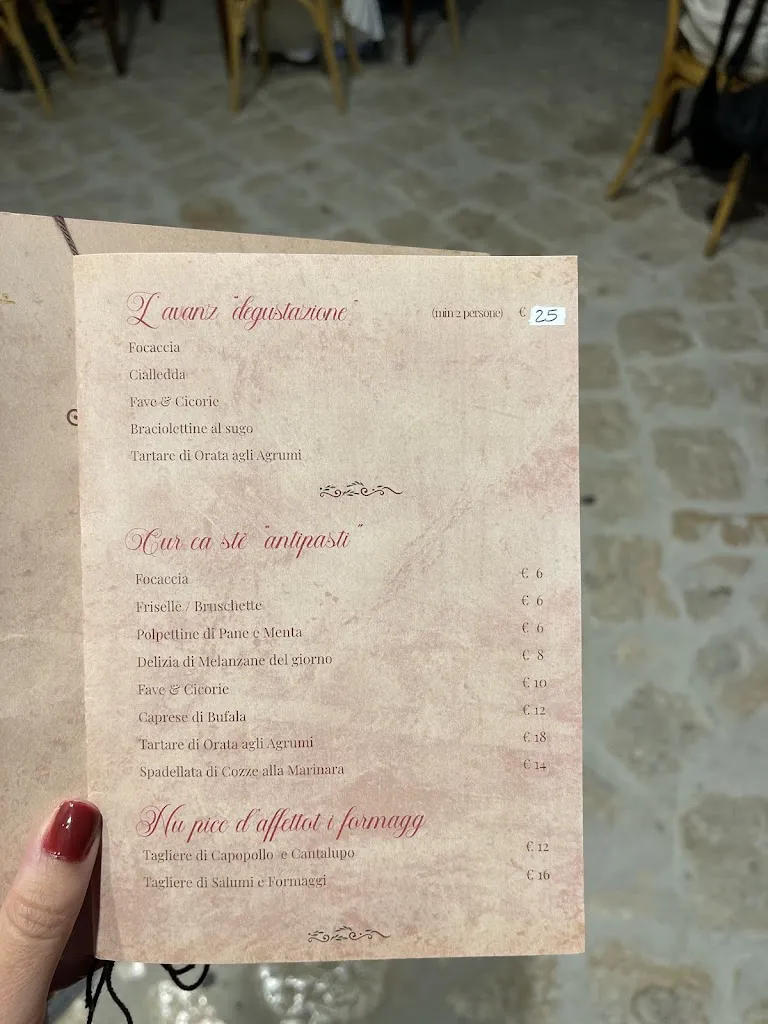 L'avanz "degustazione" (min 2 persone) € 25
Focaccia
Cialledda
Fave & Cicorie
Braciolettine al sugo
Tartare di Orata agli Agrumi
Cur ca stè "antipasti"
Focaccia € 6
Friselle / Bruschette € 6
Polpettine di Pane e Menta € 6
Delizia di Melanzane del giorno € 8
Fave & Cicorie € 10
Caprese di Bufala € 12
Tartare di Orata agli Agrumi € 18
Spadellata di Cozze alla Marinara € 14
Nu picc d'affettot i formagg
Tagliere di Capopollo e Cantalupo € 12
Tagliere di Salumi e Formaggi € 16